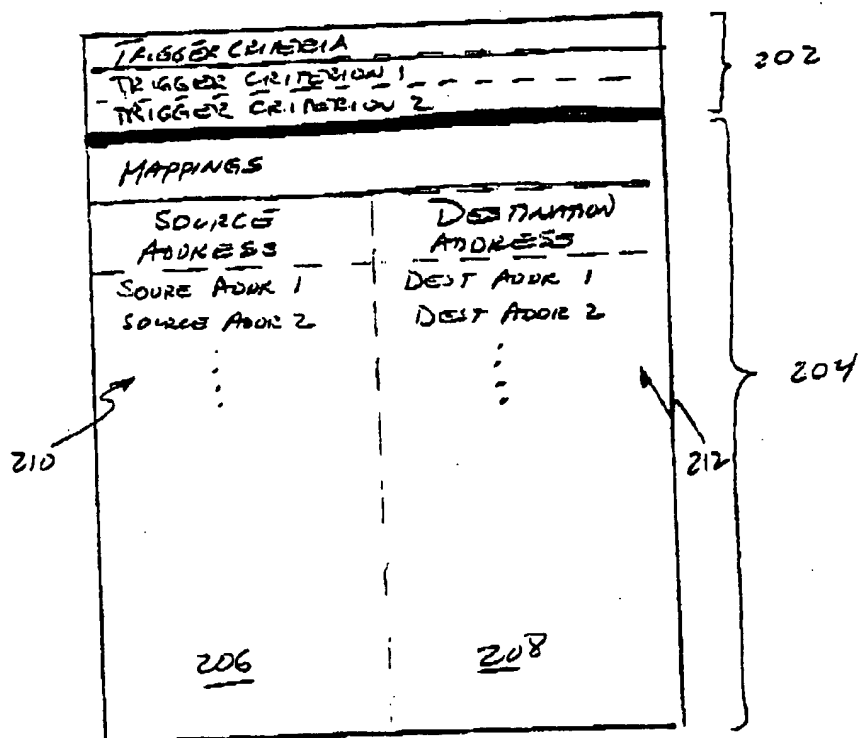 TRIGGER CRITERIA
TRIGGER CRITERION 1
TRIGGER CRITERION 2
202
MAPPINGS
SOURCE ADDRESS
DESTINATION ADDRESS
SOURE ADDR 1
DEST ADDR 1
SOURCE ADDR 2
DEST ADDR 2
204
210
212
206
208